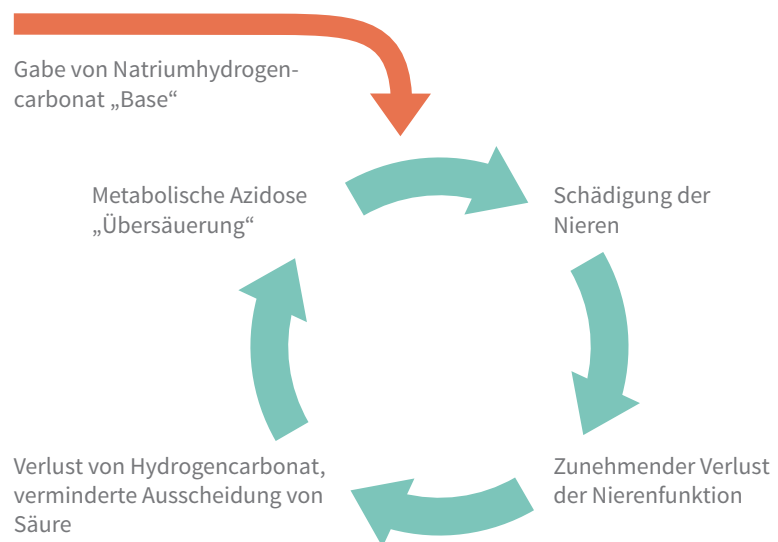 Gabe von Natriumhydrogen-
carbonat „Base“
Metabolische Azidose
„Übersäuerung“
Schädigung der
Nieren
Zunehmender Verlust
der Nierenfunktion
Verlust von Hydrogencarbonat,
verminderte Ausscheidung von
Säure